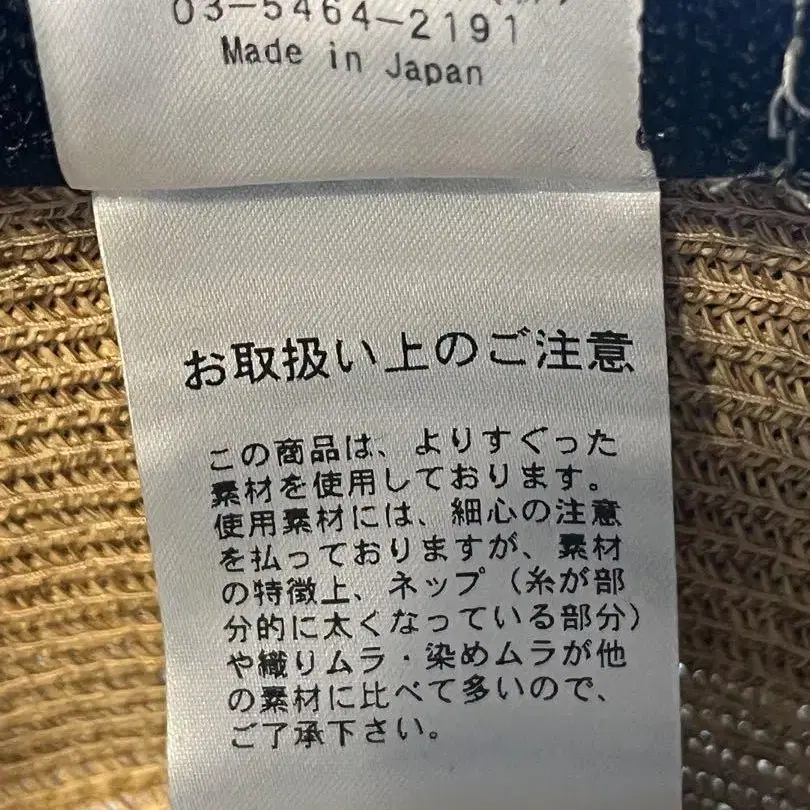 03-5464-2191
Made in Japan
お取扱い上のご注意
この商品は、よりすぐった
素材を使用しております。
使用素材には、細心の注意
を払っておりますが、素材
の特徴上、ネップ（糸が部
分的に太くなっている部分）
や織りムラ・染めムラが他
の素材に比べて多いので、
ご了承下さい。